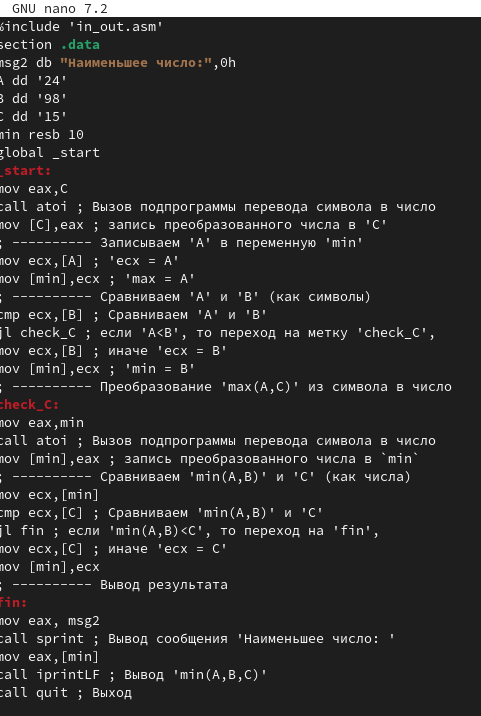 GNU nano 7.2
%include 'in_out.asm'
section .data
msg2 db "Наименьшее число:",0h
A dd '24'
B dd '98'
C dd '15'
min resb 10
global _start
_start:
mov eax,C
call atoi ; Вызов подпрограммы перевода символа в число
mov [C],eax ; запись преобразованного числа в 'C'
; ---------- Записываем 'A' в переменную 'min'
mov ecx,[A] ; 'ecx = A'
mov [min],ecx ; 'max = A'
; ---------- Сравниваем 'A' и 'B' (как символы)
cmp ecx,[B] ; Сравниваем 'A' и 'B'
jl check_C ; если 'A<B', то переход на метку 'check_C',
mov ecx,[B] ; иначе 'ecx = B'
mov [min],ecx ; 'min = B'
; ---------- Преобразование 'max(A,C)' из символа в число
check_C:
mov eax,min
call atoi ; Вызов подпрограммы перевода символа в число
mov [min],eax ; запись преобразованного числа в `min`
; ---------- Сравниваем 'min(A,B)' и 'C' (как числа)
mov ecx,[min]
cmp ecx,[C] ; Сравниваем 'min(A,B)' и 'C'
jl fin ; если 'min(A,B)<C', то переход на 'fin',
mov ecx,[C] ; иначе 'ecx = C'
mov [min],ecx
; ---------- Вывод результата
fin:
mov eax, msg2
call sprint ; Вывод сообщения 'Наименьшее число: '
mov eax,[min]
call iprintLF ; Вывод 'min(A,B,C)'
call quit ; Выход